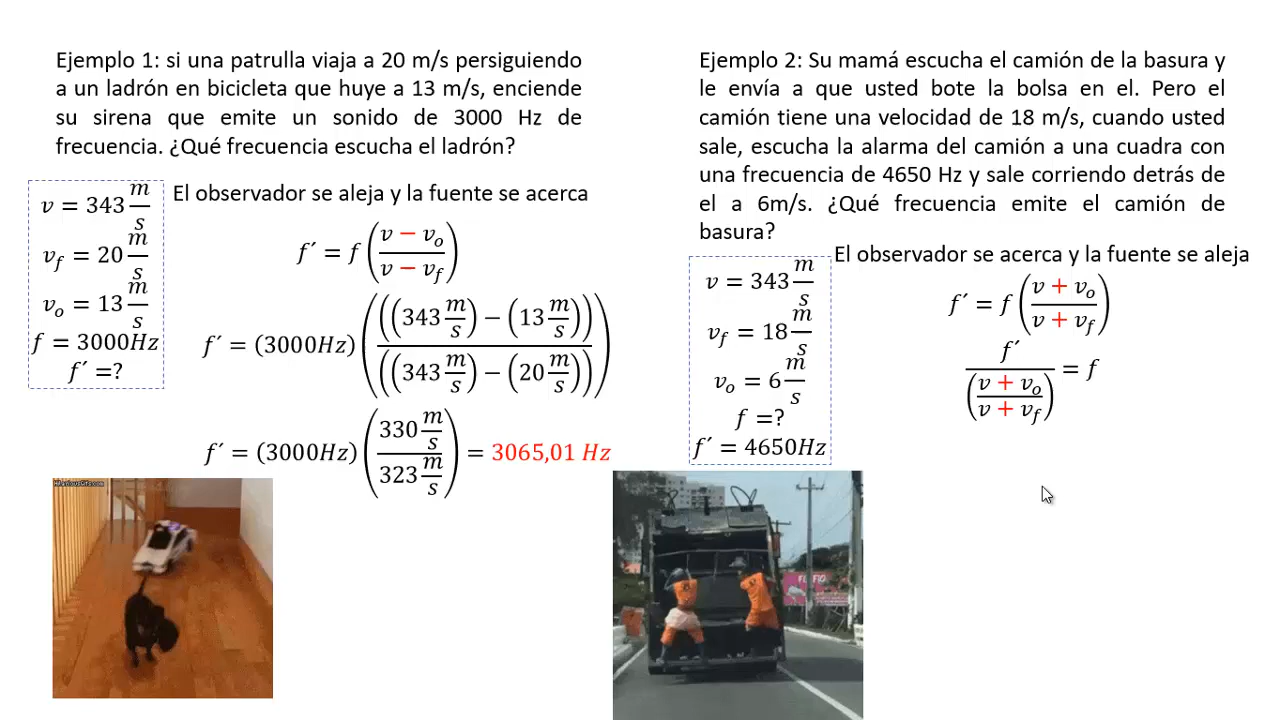 Ejemplo 1: si una patrulla viaja a 20 m/s persiguiendo
a un ladrón en bicicleta que huye a 13 m/s, enciende
su sirena que emite un sonido de 3000 Hz de
frecuencia. ¿Qué frecuencia escucha el ladrón?
v = 343 m/s
v_f = 20 m/s
v_o = 13 m/s
f = 3000Hz
f´ =?
El observador se aleja y la fuente se acerca
f´ = f ((v − v_o)/(v − v_f))
f´ = (3000Hz) (((343 m/s) − (13 m/s))/((343 m/s) − (20 m/s)))
f´ = (3000Hz) ((330 m/s)/(323 m/s)) = 3065,01 Hz
Ejemplo 2: Su mamá escucha el camión de la basura y
le envía a que usted bote la bolsa en el. Pero el
camión tiene una velocidad de 18 m/s, cuando usted
sale, escucha la alarma del camión a una cuadra con
una frecuencia de 4650 Hz y sale corriendo detrás de
el a 6m/s. ¿Qué frecuencia emite el camión de
basura?
El observador se acerca y la fuente se aleja
v = 343 m/s
v_f = 18 m/s
v_o = 6 m/s
f =?
f´ = 4650Hz
f´ = f ((v + v_o)/(v + v_f))
f´/((v + v_o)/(v + v_f)) = f